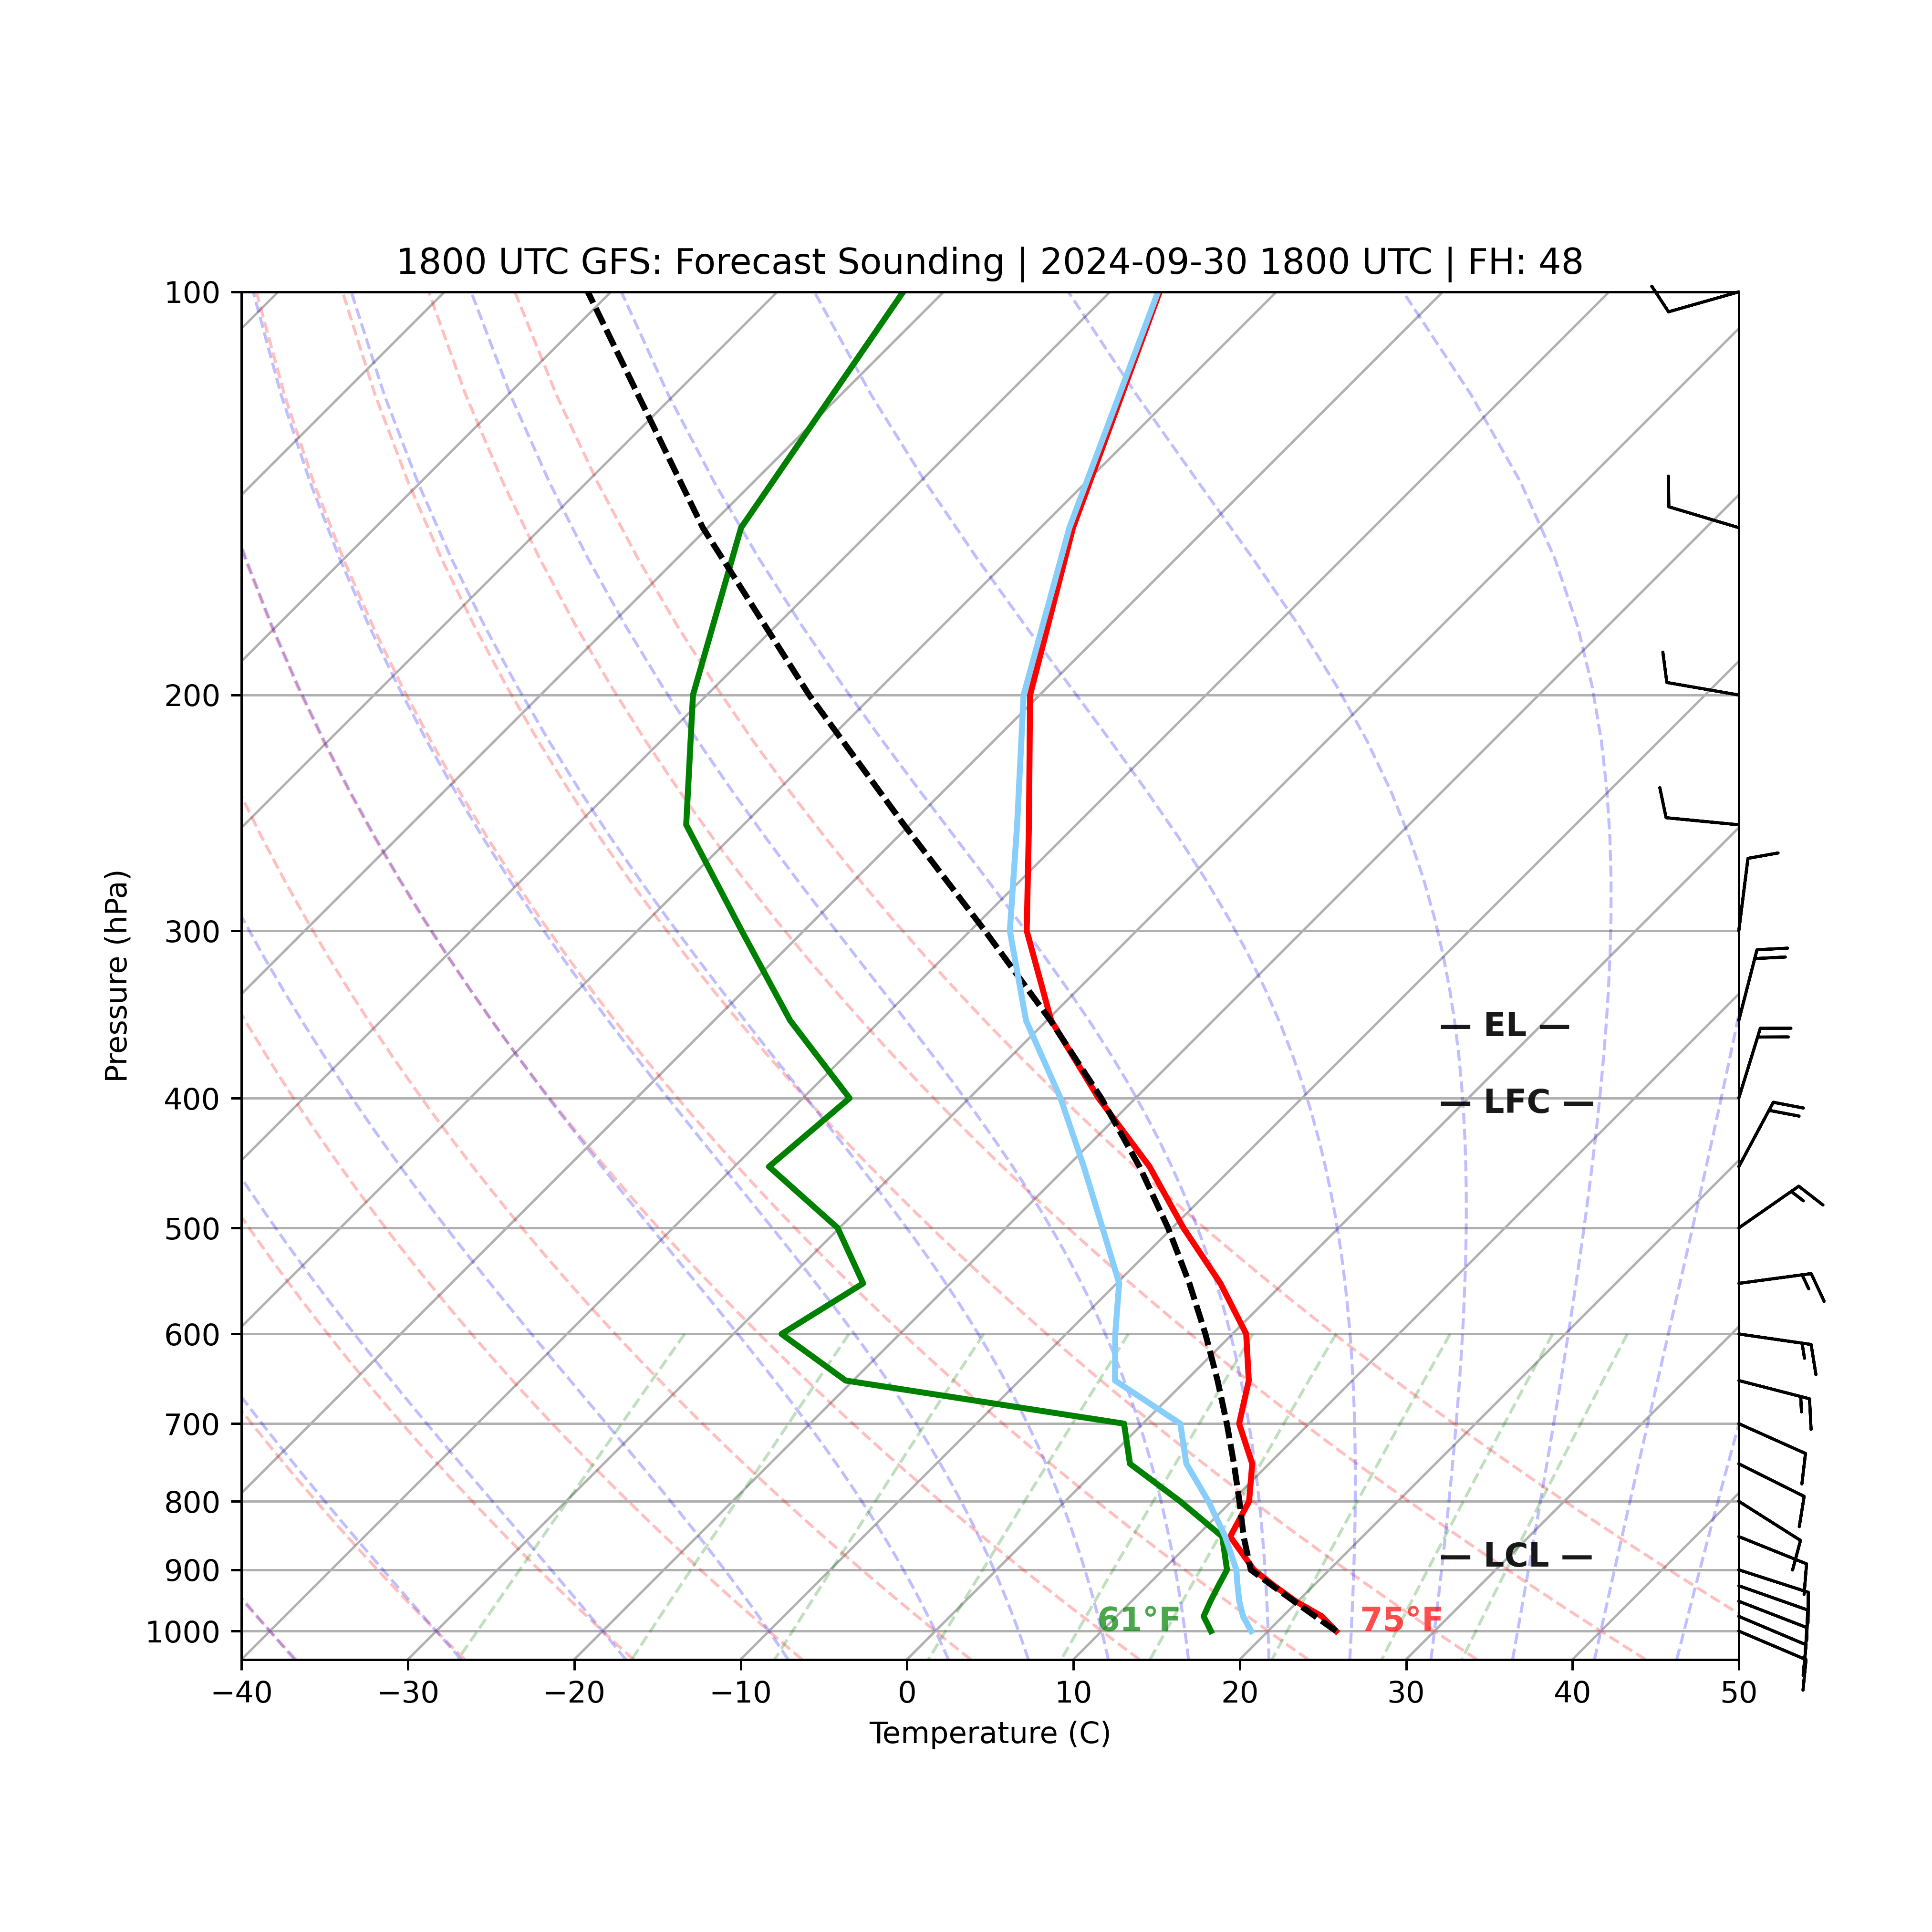 1800 UTC GFS: Forecast Sounding | 2024-09-30 1800 UTC | FH: 48
100
200
300
400
500
600
700
800
900
1000
Pressure (hPa)
— EL —
— LFC —
— LCL —
61°F
75°F
−40
−30
−20
−10
0
10
20
30
40
50
Temperature (C)